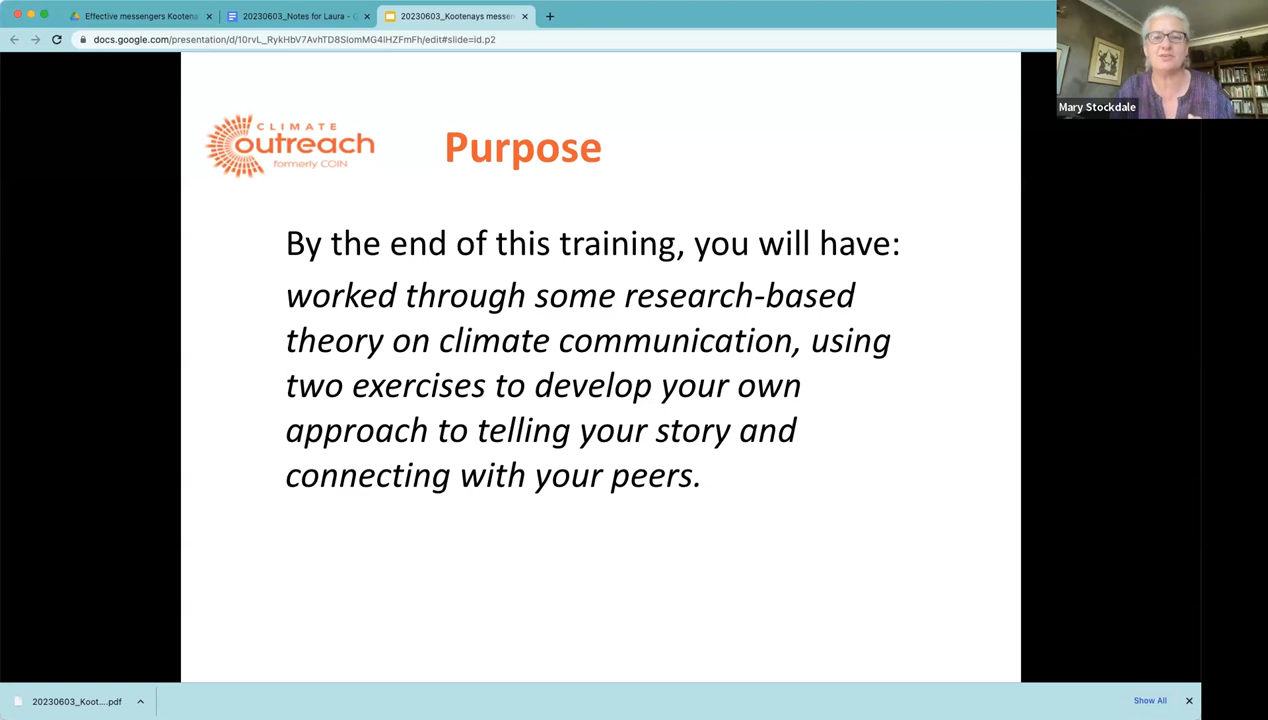 Effective messengers Kootena
20230603_Notes for Laura - G
20230603_Kootenays messen
docs.google.com/presentation/d/10rvL_RykHbV7AvhTD8SlomMG4lHZFmFh/edit#slide=id.p2
Mary Stockdale
CLIMATE
outreach
formerly COIN
Purpose
By the end of this training, you will have:
worked through some research-based
theory on climate communication, using
two exercises to develop your own
approach to telling your story and
connecting with your peers.
20230603_Koot....pdf
Show All